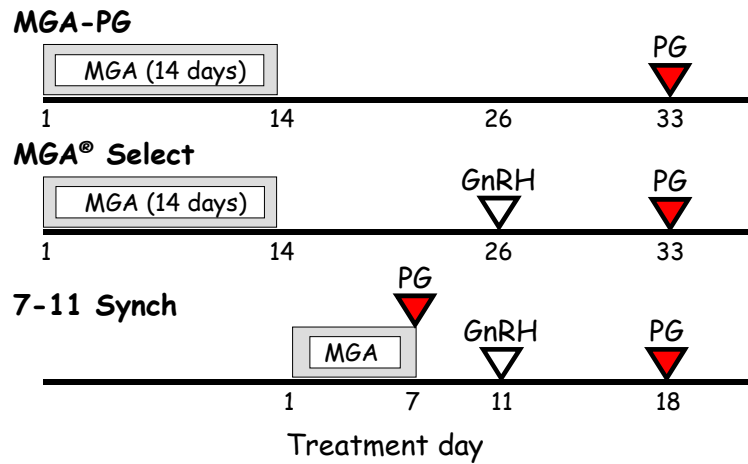 MGA-PG
PG
MGA (14 days)
1 14 26 33
MGA® Select
GnRH PG
MGA (14 days)
1 14 26 33
PG
7-11 Synch
GnRH PG
MGA
1 7 11 18
Treatment day